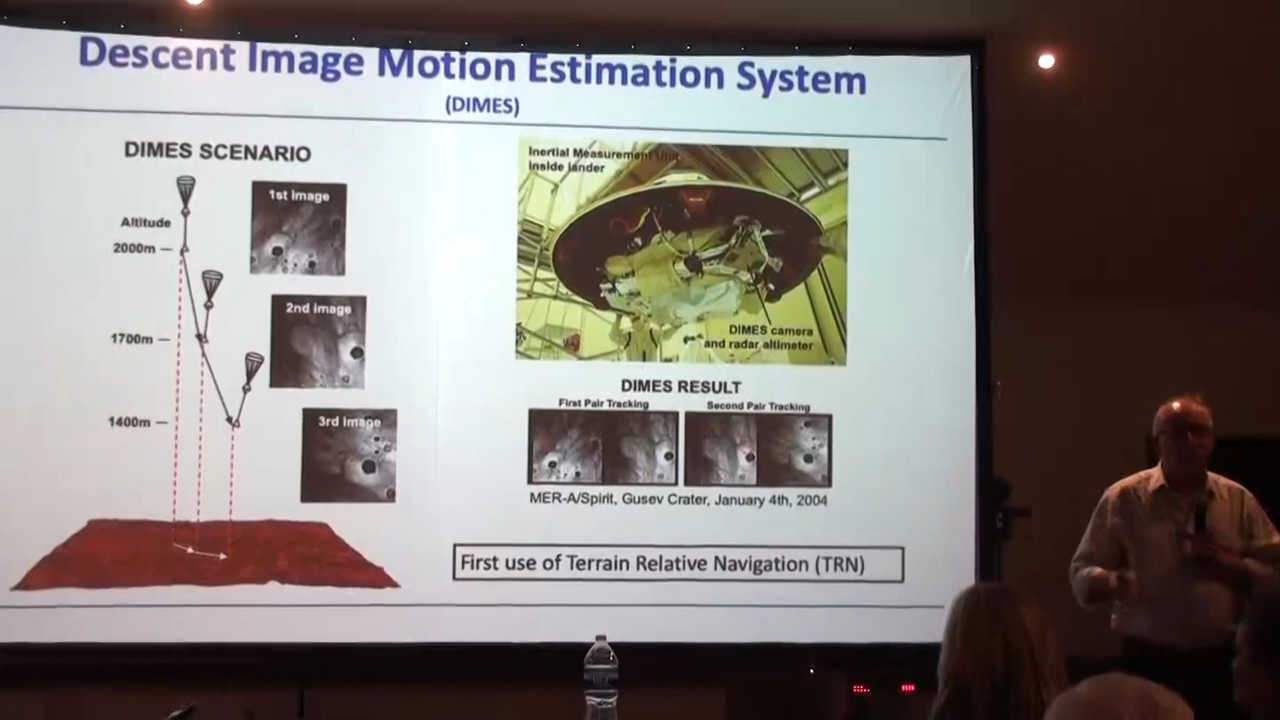 Descent Image Motion Estimation System
(DIMES)
DIMES SCENARIO
1st image
Altitude
2000m
2nd image
1700m
3rd image
1400m
Inertial Measurement Unit
inside lander
DIMES camera
and radar altimeter
DIMES RESULT
First Pair Tracking
Second Pair Tracking
MER-A/Spirit, Gusev Crater, January 4th, 2004
First use of Terrain Relative Navigation (TRN)